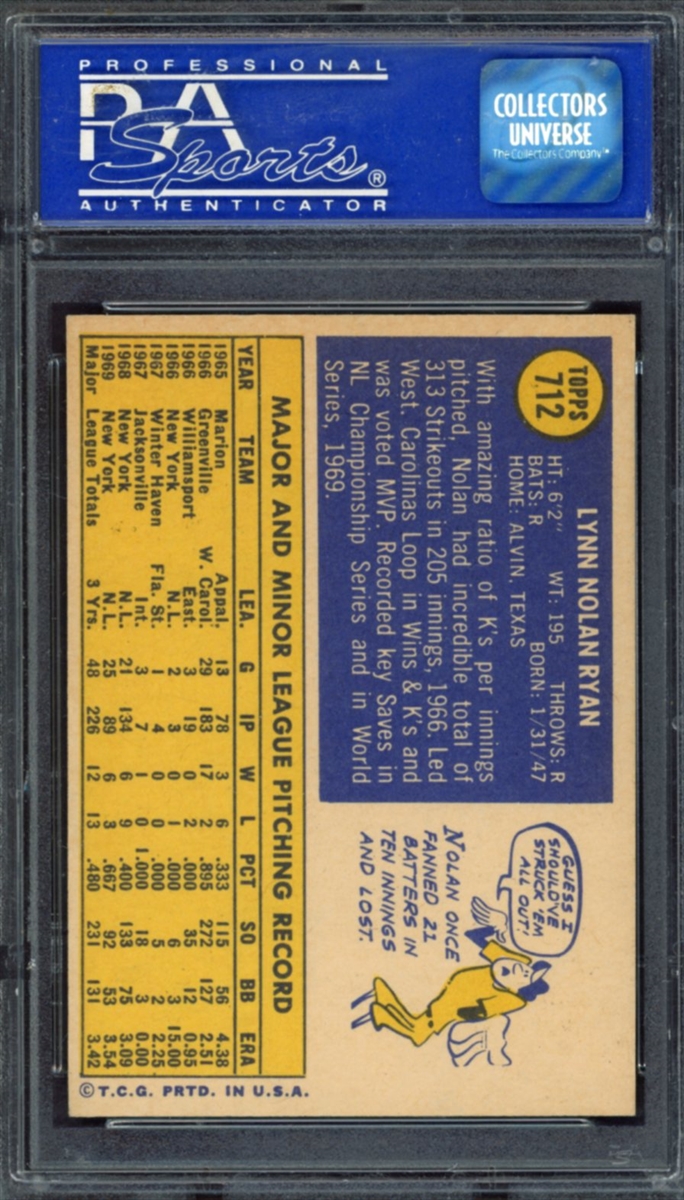 PROFESSIONAL
PSA
Sports®
AUTHENTICATOR
COLLECTORS
UNIVERSE
The Collectors Company™
TOPPS
712
LYNN NOLAN RYAN
HT: 6'2" WT: 195 THROWS: R
BATS: R BORN: 1/31/47
HOME: ALVIN, TEXAS
With amazing ratio of K's per innings
pitched, Nolan had incredible total of
313 Strikeouts in 205 innings, 1966. Led
West. Carolinas Loop in Wins & K's and
was voted MVP. Recorded key Saves in
NL Championship Series and in World
Series, 1969.
GUESS I
SHOULD'VE
STRUCK 'EM
ALL OUT!
NOLAN ONCE
FANNED 21
BATTERS IN
TEN INNINGS
AND LOST.
MAJOR AND MINOR LEAGUE PITCHING RECORD
YEAR TEAM LEA. G IP W L PCT SO BB ERA
1965 Marion Appal. 13 78 3 6 .333 115 56 4.38
1966 Greenville W. Carol. 29 183 17 2 .895 272 127 2.51
1966 Williamsport East. 3 19 0 2 .000 35 12 0.95
1966 New York N.L. 2 3 0 1 .000 6 3 15.00
1967 Winter Haven Fla. St. 1 4 0 0 .000 5 2 2.25
1967 Jacksonville Int. 3 7 1 0 1.000 18 3 0.00
1968 New York N.L. 21 134 6 9 .400 133 75 3.09
1969 New York N.L. 25 89 6 3 .667 92 53 3.54
Major League Totals 3 Yrs. 48 226 12 13 .480 231 131 3.42
© T.C.G. PRTD. IN U.S.A.